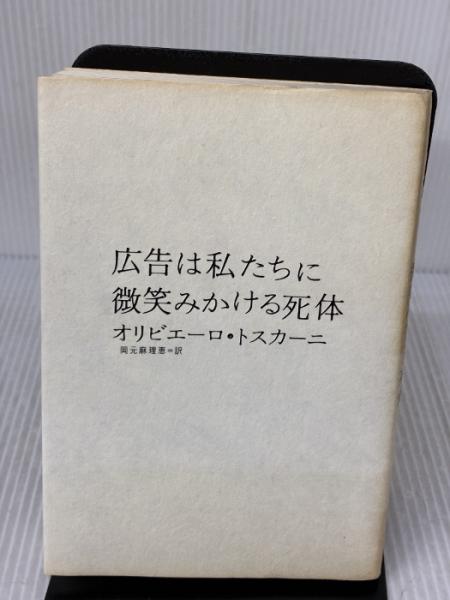 広告は私たちに
微笑みかける死体
オリビエーロ・トスカーニ
岡元麻理恵=訳